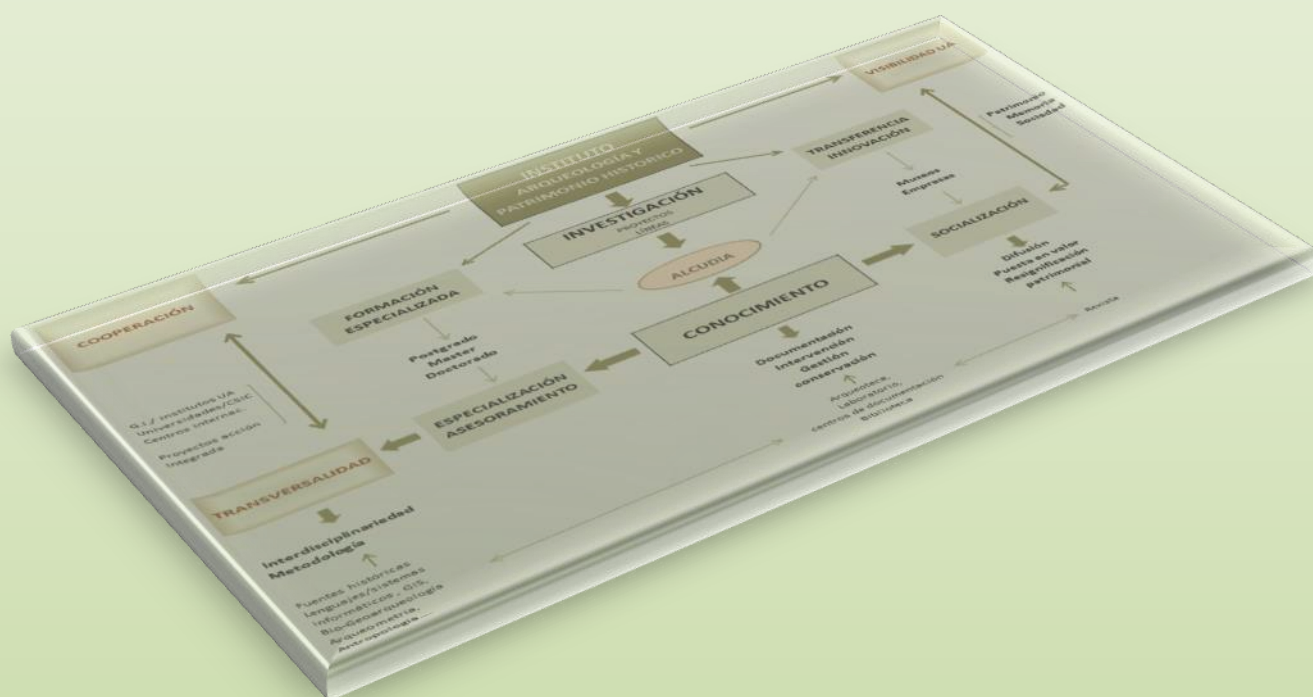 VISIBILIDAD UA
Patrimonio
Memoria
Sociedad
INSTITUTO
ARQUEOLOGÍA Y
PATRIMONIO HISTORICO
TRANSFERENCIA
INNOVACIÓN
INVESTIGACIÓN
PROYECTOS
LÍNEAS
Museos
Empresas
ALCUDIA
SOCIALIZACIÓN
Difusión
Puesta en valor
Resignificación
patrimonial
Revista
COOPERACIÓN
FORMACIÓN
ESPECIALIZADA
CONOCIMIENTO
Postgrado
Master
Doctorado
Documentación
Intervención
Gestión
conservación
Arqueoteca,
Laboratorio,
centros de documentación
Biblioteca
ESPECIALIZACIÓN
ASESORAMIENTO
G.I./ Institutos UA
Universidades/CSIC
Centros internac.
Proyectos acción
Integrada
TRANSVERSALIDAD
Interdisciplinariedad
Metodología
Fuentes históricas
Lenguajes/sistemas
informáticos, GIS,
Bio-Geoarqueología
Arqueometría,
Antropología...